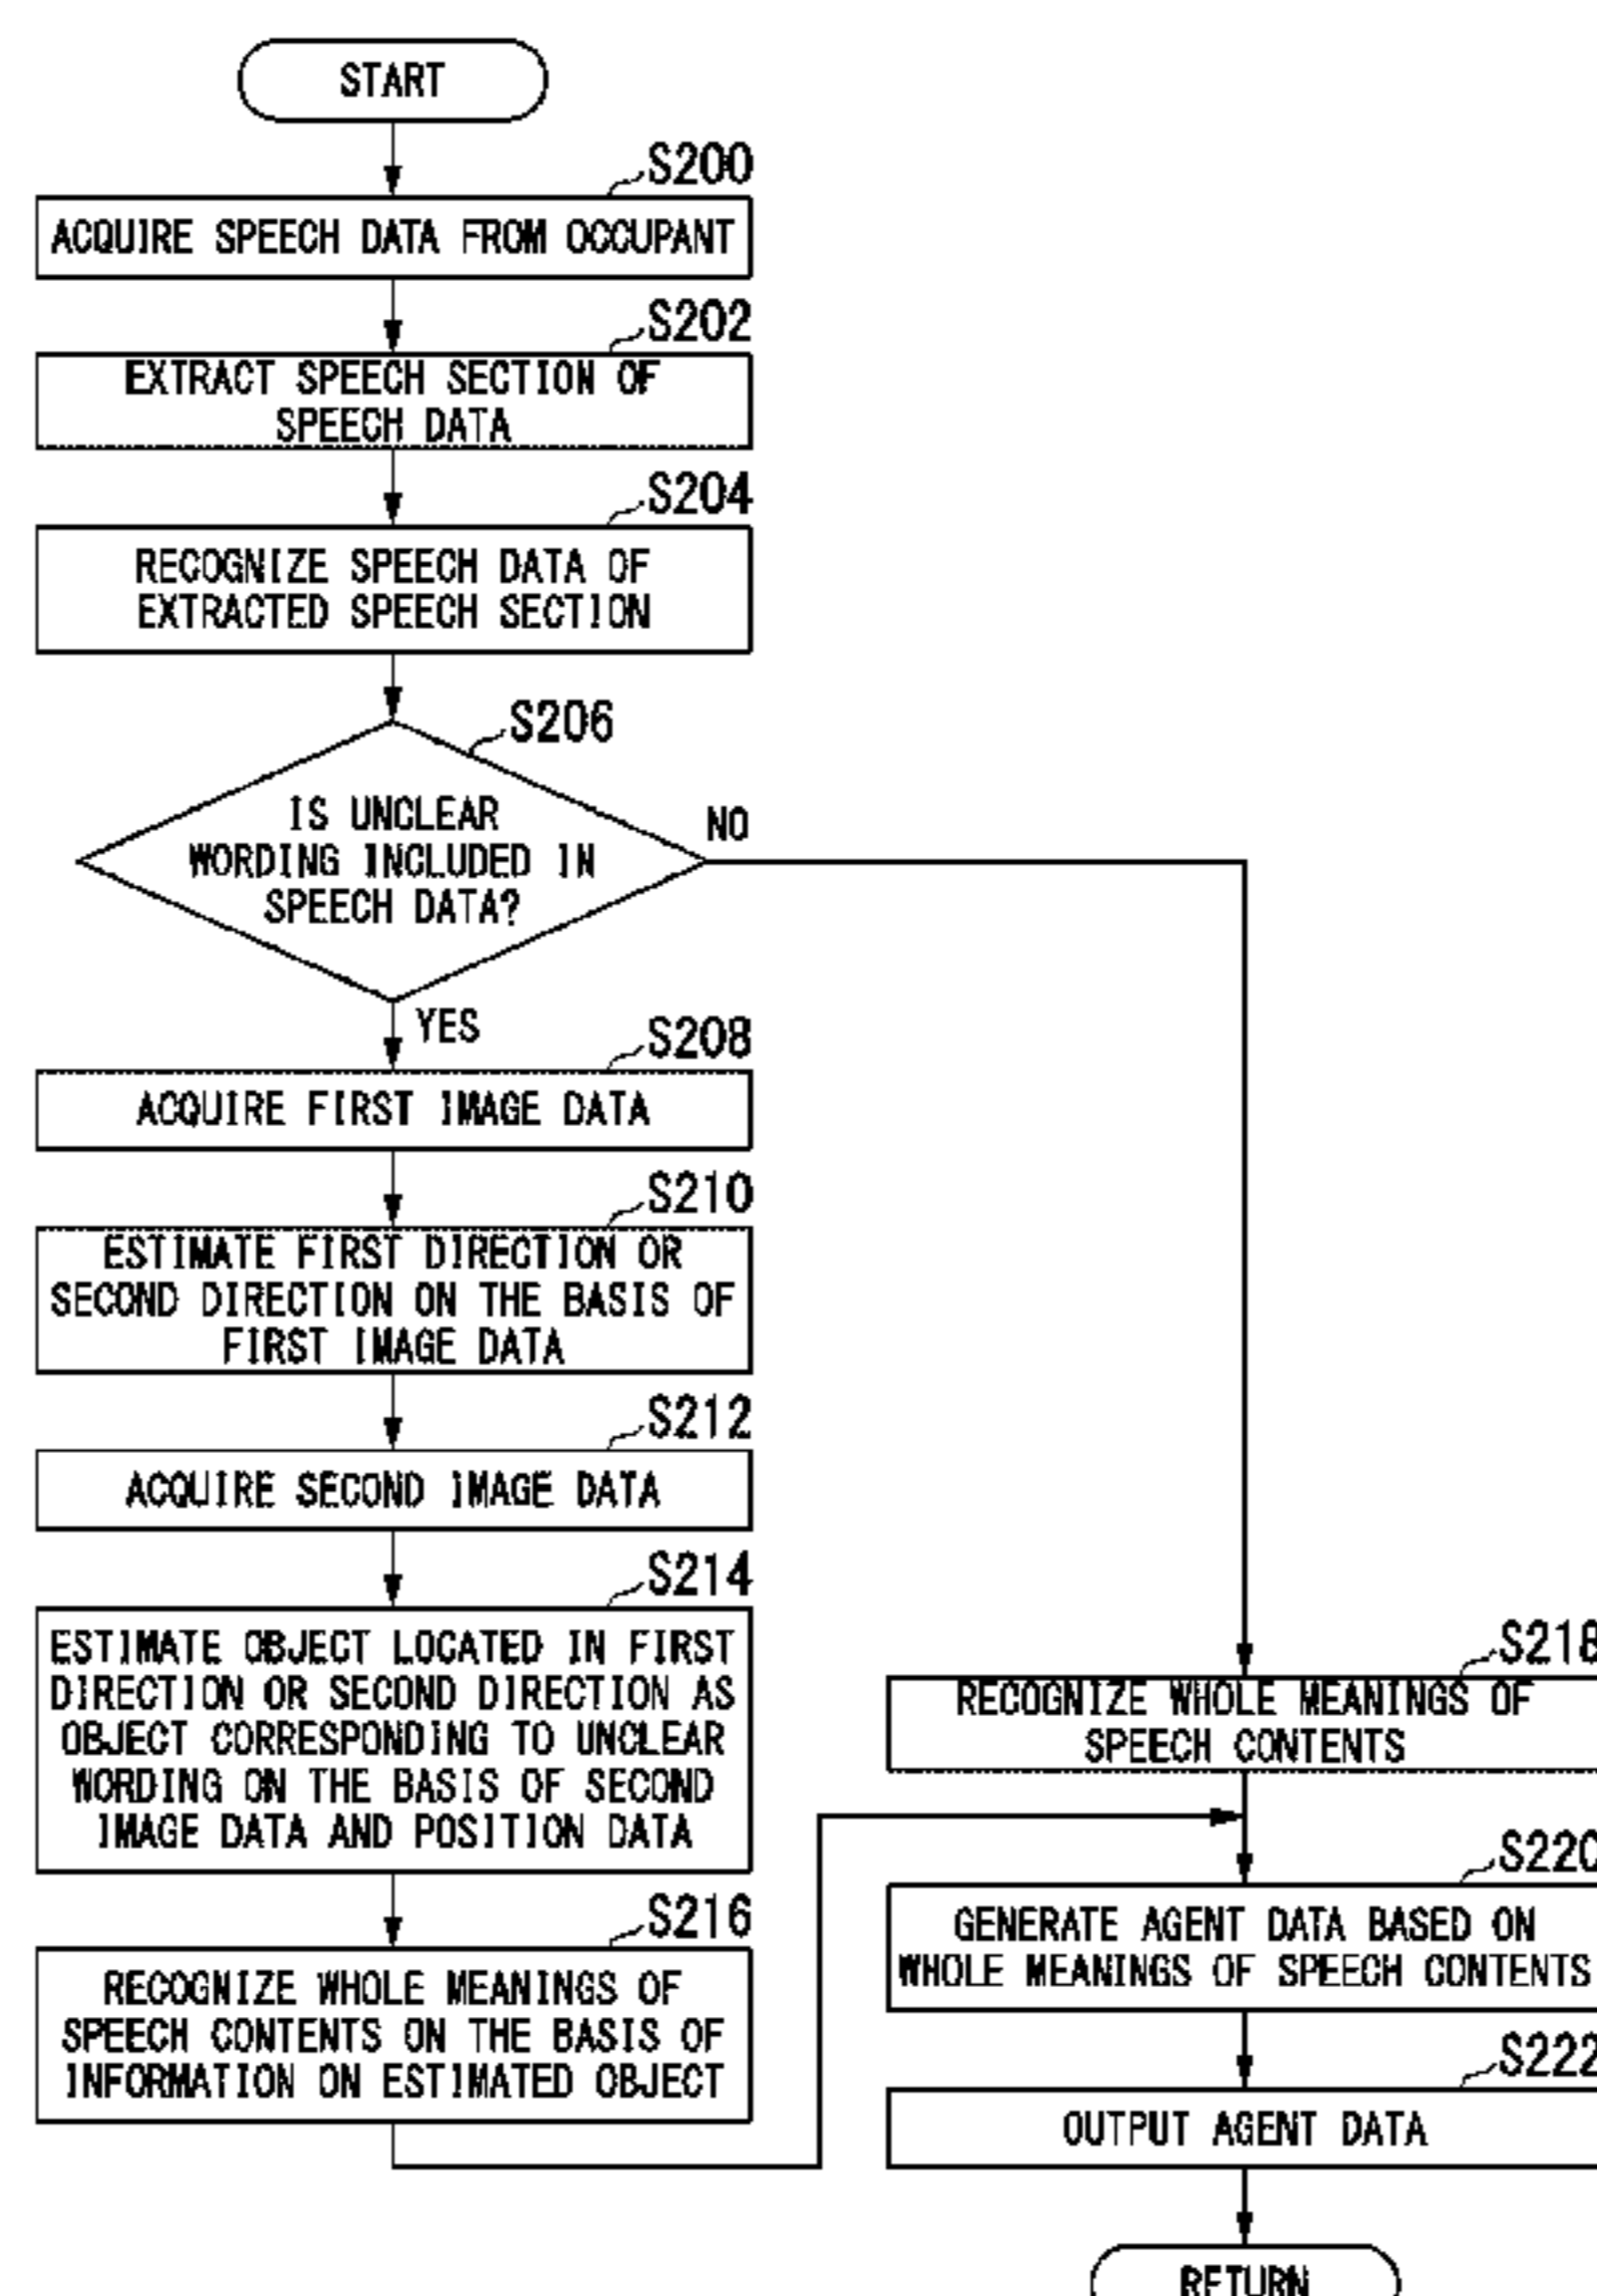 START
S200
ACQUIRE SPEECH DATA FROM OCCUPANT
S202
EXTRACT SPEECH SECTION OF
SPEECH DATA
S204
RECOGNIZE SPEECH DATA OF
EXTRACTED SPEECH SECTION
S206
IS UNCLEAR
WORDING INCLUDED IN
SPEECH DATA?
NO
YES
S208
ACQUIRE FIRST IMAGE DATA
S210
ESTIMATE FIRST DIRECTION OR
SECOND DIRECTION ON THE BASIS OF
FIRST IMAGE DATA
S212
ACQUIRE SECOND IMAGE DATA
S214
ESTIMATE OBJECT LOCATED IN FIRST
DIRECTION OR SECOND DIRECTION AS
OBJECT CORRESPONDING TO UNCLEAR
WORDING ON THE BASIS OF SECOND
IMAGE DATA AND POSITION DATA
S216
RECOGNIZE WHOLE MEANINGS OF
SPEECH CONTENTS ON THE BASIS OF
INFORMATION ON ESTIMATED OBJECT
S218
RECOGNIZE WHOLE MEANINGS OF
SPEECH CONTENTS
S220
GENERATE AGENT DATA BASED ON
WHOLE MEANINGS OF SPEECH CONTENTS
S222
OUTPUT AGENT DATA
RETURN